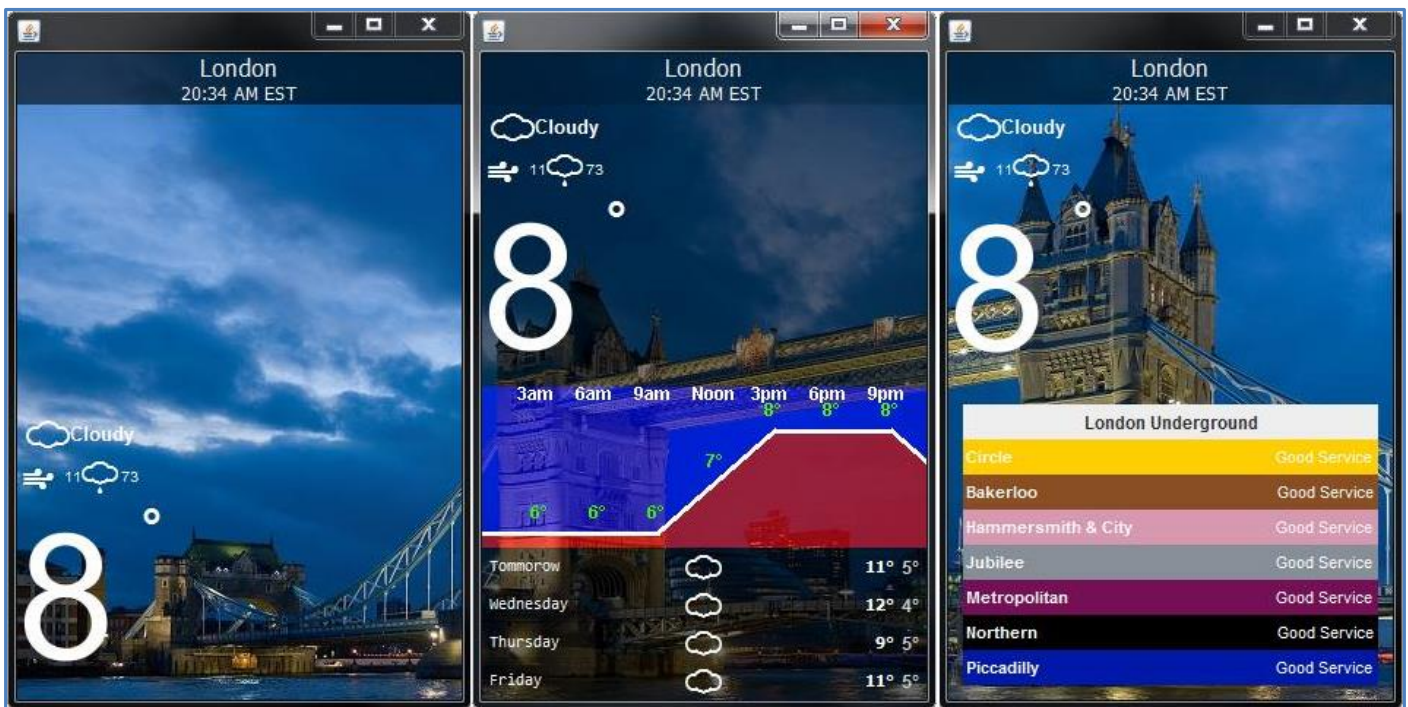 London
20:34 AM EST
Cloudy
11 73
8°
London
20:34 AM EST
Cloudy
11 73
8°
3am 6am 9am Noon 3pm 6pm 9pm
8° 8° 8°
7°
6° 6° 6°
Tommorow 11° 5°
Wednesday 12° 4°
Thursday 9° 5°
Friday 11° 5°
London
20:34 AM EST
Cloudy
11 73
8°
London Underground
Circle Good Service
Bakerloo Good Service
Hammersmith & City Good Service
Jubilee Good Service
Metropolitan Good Service
Northern Good Service
Piccadilly Good Service